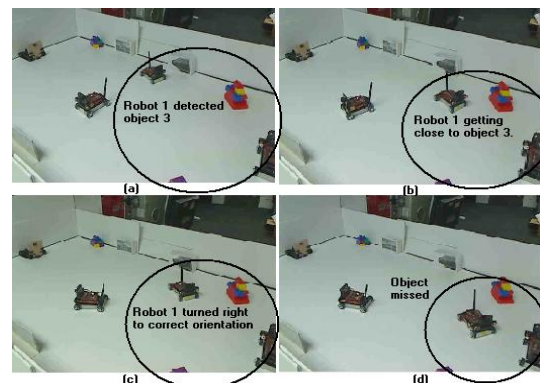 Robot 1 detected
object 3
(a)
Robot 1 getting
close to object 3.
(b)
Robot 1 turned right
to correct orientation
(c)
Object
missed
(d)